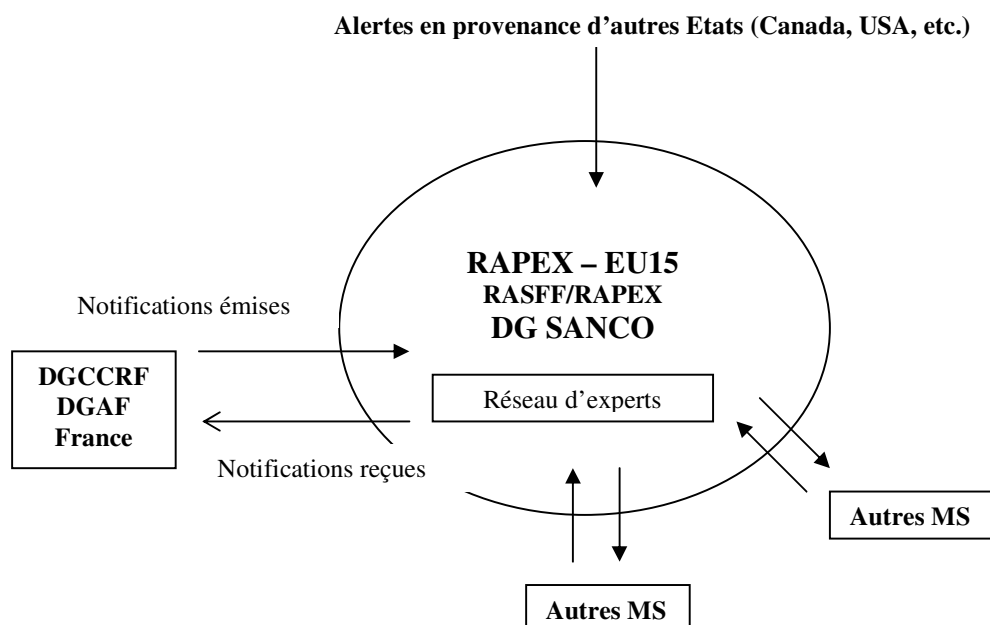 Alertes en provenance d'autres Etats (Canada, USA, etc.)
RAPEX – EU15
RASFF/RAPEX
DG SANCO
Notifications émises
DGCCRF
DGAF
France
Réseau d'experts
Notifications reçues
Autres MS
Autres MS